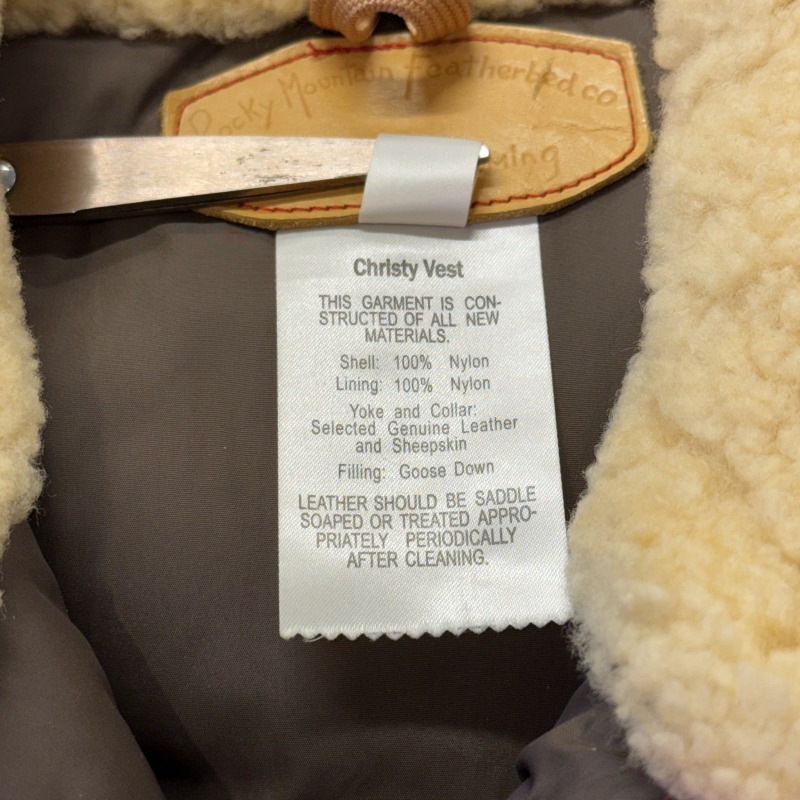 Rocky Mountain Featherbed co
Christy Vest
THIS GARMENT IS CON-
STRUCTED OF ALL NEW
MATERIALS.
Shell: 100% Nylon
Lining: 100% Nylon
Yoke and Collar:
Selected Genuine Leather
and Sheepskin
Filling: Goose Down
LEATHER SHOULD BE SADDLE
SOAPED OR TREATED APPRO-
PRIATELY PERIODICALLY
AFTER CLEANING.